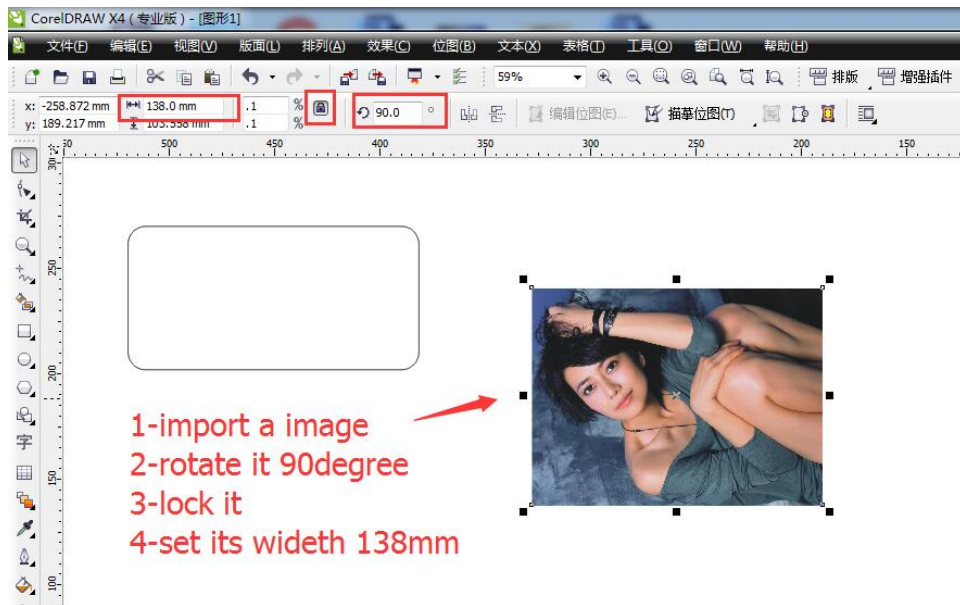 CorelDRAW X4 ( 专业版 ) - [图形1]
文件(F) 编辑(E) 视图(V) 版面(L) 排列(A) 效果(C) 位图(B) 文本(X) 表格(T) 工具(O) 窗口(W) 帮助(H)
59% 排版 增强插件
x: -258.872 mm 138.0 mm .1 % 90.0 ° 编辑位图(E)... 描摹位图(T)
y: 189.217 mm 103.558 mm .1 %
500 450 400 350 300 250 200 150
250
200
字
150
100
1-import a image
2-rotate it 90degree
3-lock it
4-set its wideth 138mm